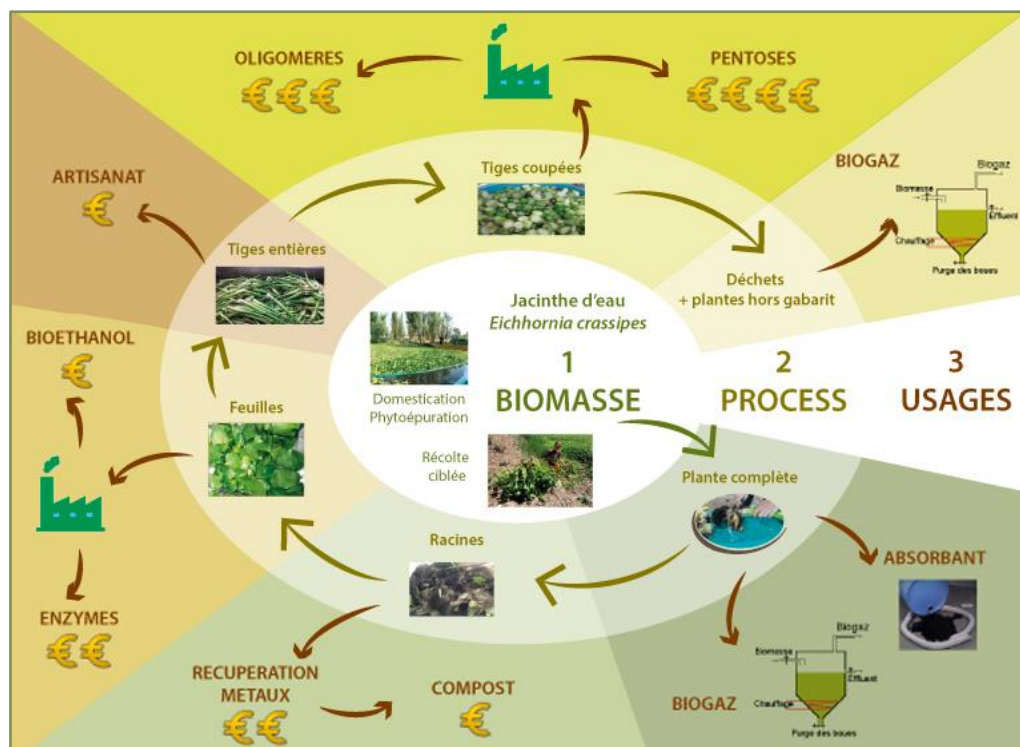 OLIGOMERES
€€€
PENTOSES
€€€€
ARTISANAT
€
Tiges coupées
BIOGAZ
Biogaz
Biomasse
Effluent
Chauffage
Purge des boues
Tiges entières
Déchets
+ plantes hors gabarit
Jacinthe d'eau
Eichhornia crassipes
BIOETHANOL
€
1
BIOMASSE
2
PROCESS
3
USAGES
Domestication
Phytoépuration
Feuilles
Récolte
ciblée
Plante complète
Racines
ABSORBANT
ENZYMES
€€
RECUPERATION
METAUX
€€
COMPOST
€
BIOGAZ
Biogaz
Biomasse
Effluent
Chauffage
Purge des boues